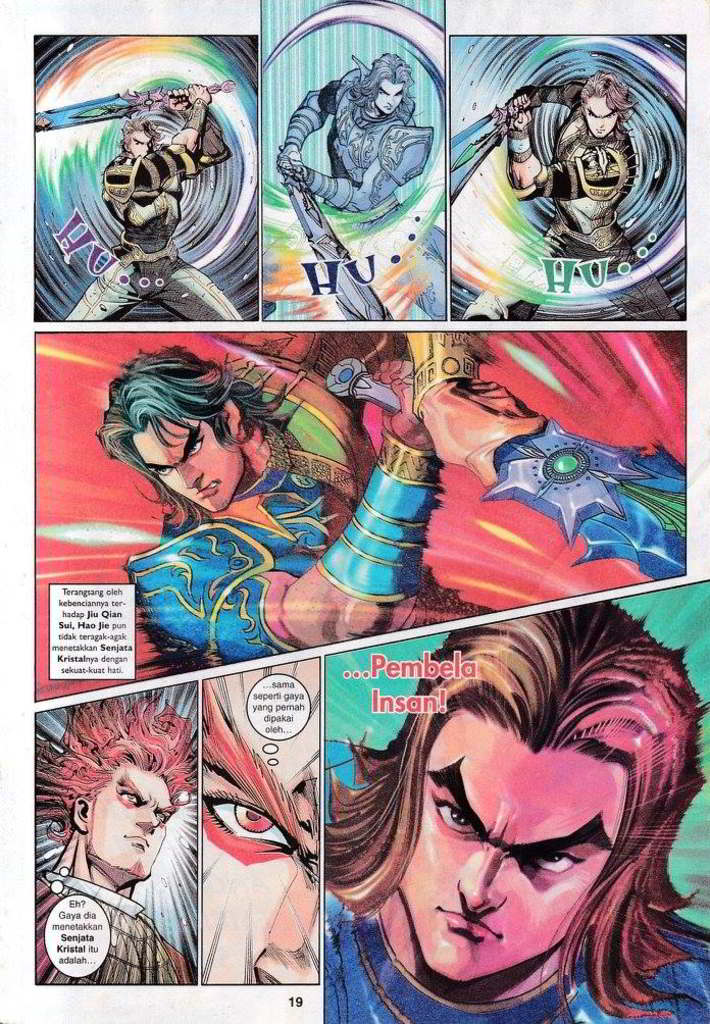 HU...
HU...
HU...
Terangsang oleh
kebenciannya ter-
hadap Jiu Qian
Sui, Hao Jie pun
tidak teragak-agak
menetakkan Senjata
Kristalnya dengan
sekuat-kuat hati.
Eh?
Gaya dia
menetakkan
Senjata
Kristal itu
adalah...
...sama
seperti gaya
yang pernah
dipakai
oleh...
...Pembela
Insan!
19